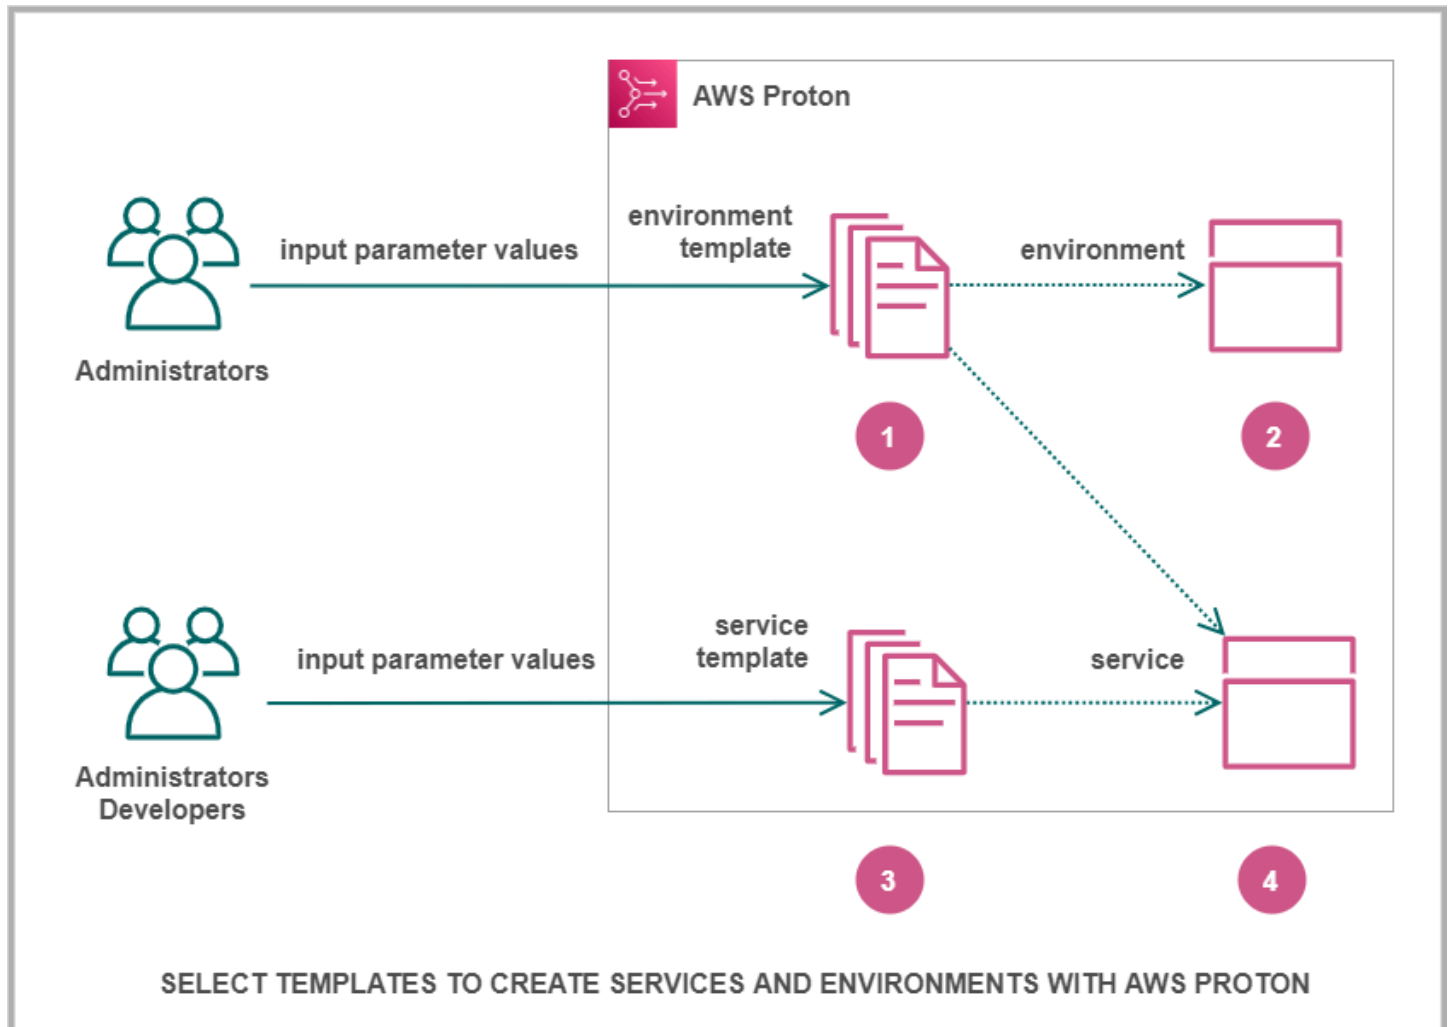 AWS Proton
environment
template
input parameter values
environment
Administrators
1
2
service
template
input parameter values
service
Administrators
Developers
3
4
SELECT TEMPLATES TO CREATE SERVICES AND ENVIRONMENTS WITH AWS PROTON